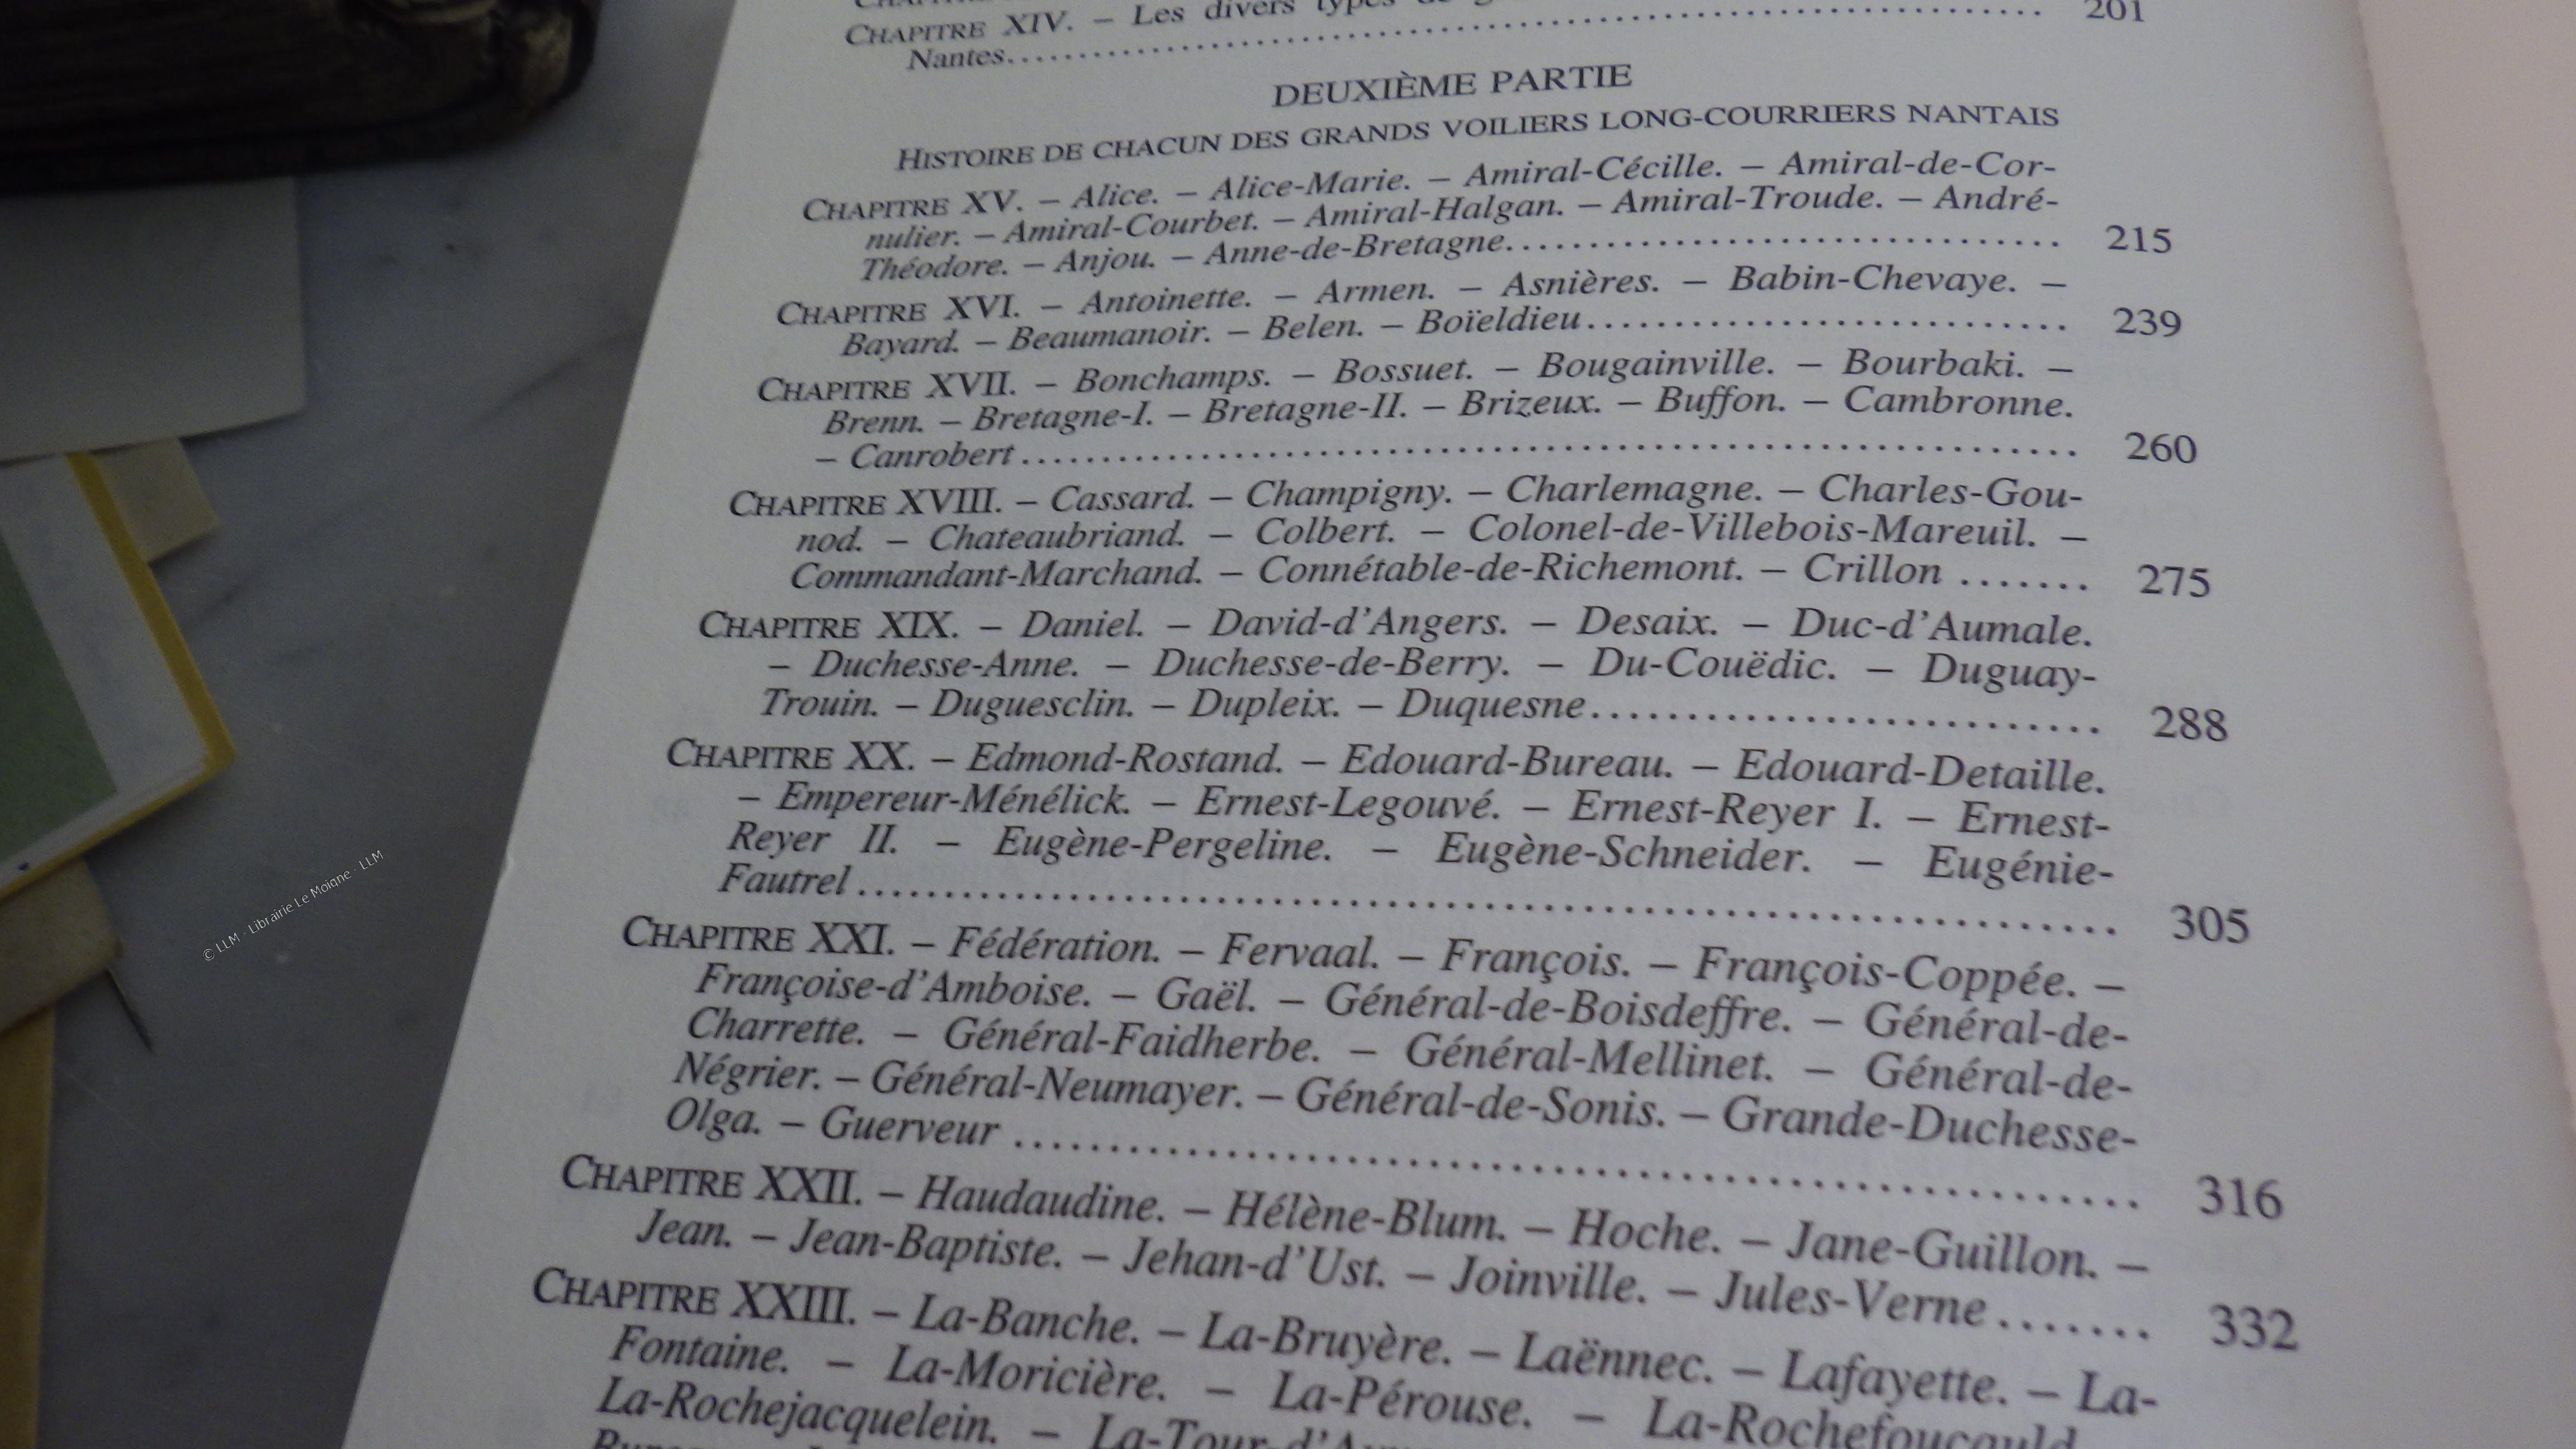 CHAPITRE XIV. – Les divers types de
Nantes.................... 201
DEUXIÈME PARTIE
HISTOIRE DE CHACUN DES GRANDS VOILIERS LONG-COURRIERS NANTAIS
CHAPITRE XV. – Alice. – Alice-Marie. – Amiral-Cécille. – Amiral-de-Cor-
nulier. – Amiral-Courbet. – Amiral-Halgan. – Amiral-Troude. – André-
Théodore. – Anjou. – Anne-de-Bretagne.................... 215
CHAPITRE XVI. – Antoinette. – Armen. – Asnières. – Babin-Chevaye. –
Bayard. – Beaumanoir. – Belen. – Boïeldieu.................... 239
CHAPITRE XVII. – Bonchamps. – Bossuet. – Bougainville. – Bourbaki. –
Brenn. – Bretagne-I. – Bretagne-II. – Brizeux. – Buffon. – Cambronne.
– Canrobert.................... 260
CHAPITRE XVIII. – Cassard. – Champigny. – Charlemagne. – Charles-Gou-
nod. – Chateaubriand. – Colbert. – Colonel-de-Villebois-Mareuil. –
Commandant-Marchand. – Connétable-de-Richemont. – Crillon ....... 275
CHAPITRE XIX. – Daniel. – David-d'Angers. – Desaix. – Duc-d'Aumale.
– Duchesse-Anne. – Duchesse-de-Berry. – Du-Couëdic. – Duguay-
Trouin. – Duguesclin. – Dupleix. – Duquesne.................... 288
CHAPITRE XX. – Edmond-Rostand. – Edouard-Bureau. – Edouard-Detaille.
– Empereur-Ménélick. – Ernest-Legouvé. – Ernest-Reyer I. – Ernest-
Reyer II. – Eugène-Pergeline. – Eugène-Schneider. – Eugénie-
Fautrel.................... 305
CHAPITRE XXI. – Fédération. – Fervaal. – François. – François-Coppée. –
Françoise-d'Amboise. – Gaël. – Général-de-Boisdeffre. – Général-de-
Charrette. – Général-Faidherbe. – Général-Mellinet. – Général-de-
Négrier. – Général-Neumayer. – Général-de-Sonis. – Grande-Duchesse-
Olga. – Guerveur .................... 316
CHAPITRE XXII. – Haudaudine. – Hélène-Blum. – Hoche. – Jane-Guillon. –
Jean. – Jean-Baptiste. – Jehan-d'Ust. – Joinville. – Jules-Verne....... 332
CHAPITRE XXIII. – La-Banche. – La-Bruyère. – Laënnec. – Lafayette. – La-
Fontaine. – La-Moricière. – La-Pérouse. – La-Rochefoucauld.
La-Rochejacquelein. – La-Tour-
© LLM - Librairie Le Moigne - LLM